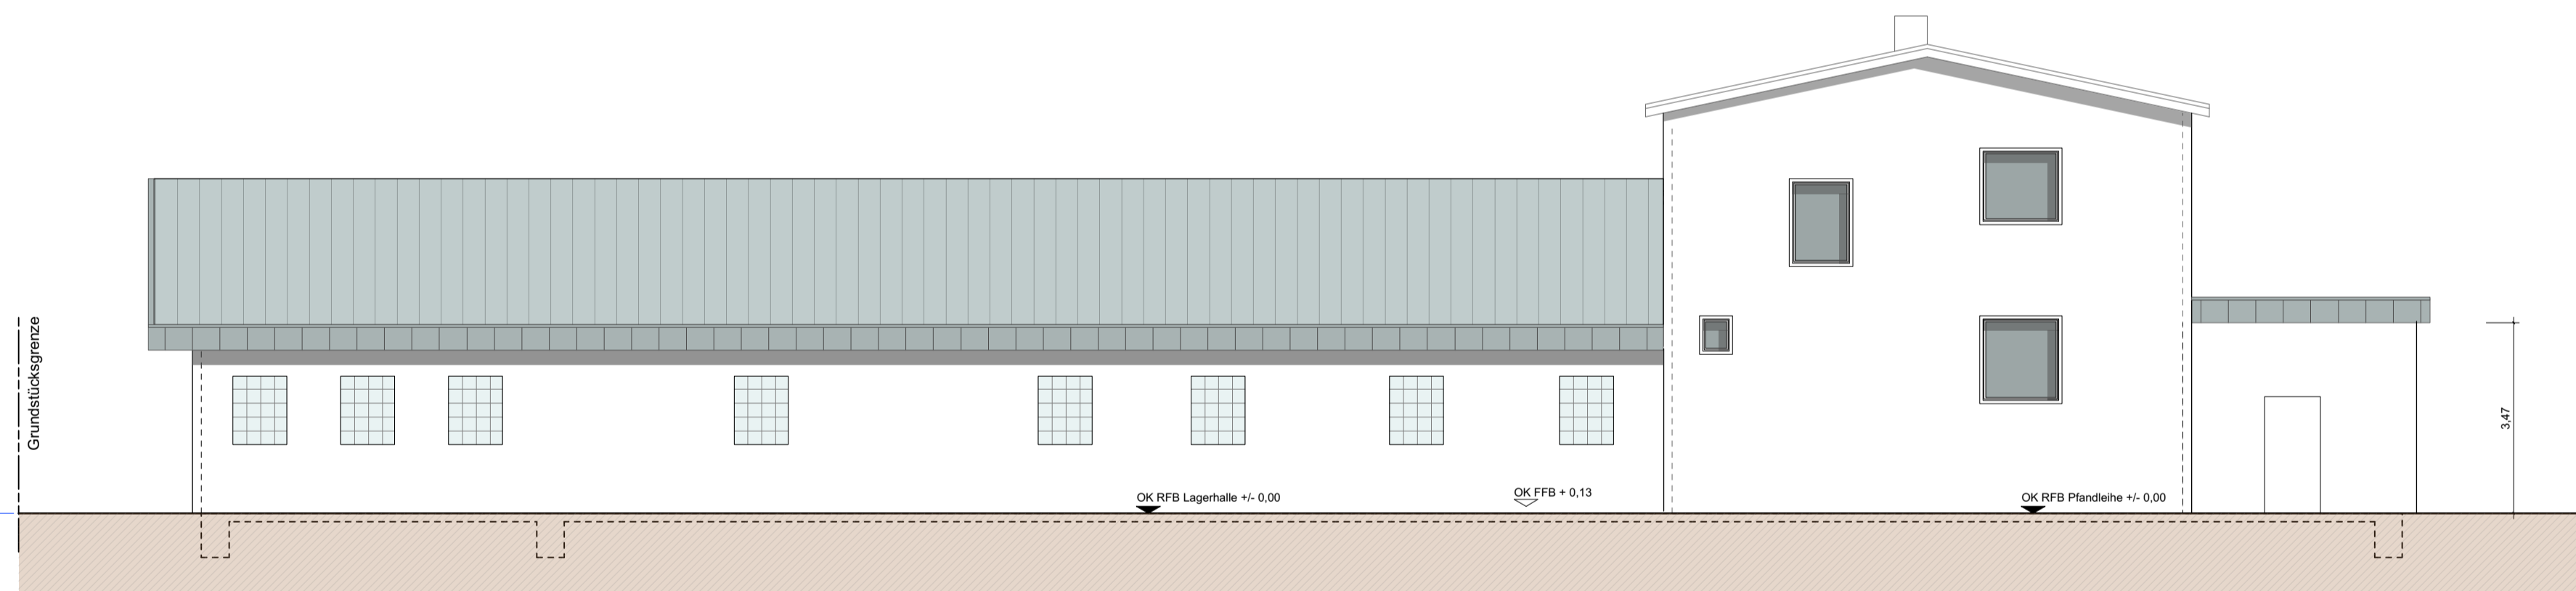 Grundstücksgrenze
OK RFB Lagerhalle +/- 0,00
OK FFB + 0,13
OK RFB Pfandleihe +/- 0,00
3,47